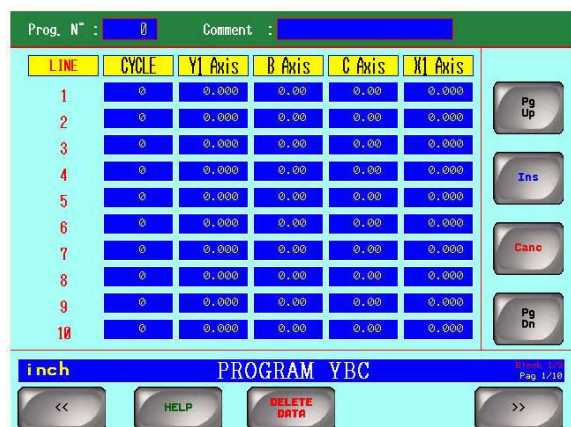 Prog. N° : 0 Comment :
LINE CYCLE Y1 Axis B Axis C Axis X1 Axis
1 0 0.000 0.00 0.00 0.000
2 0 0.000 0.00 0.00 0.000
3 0 0.000 0.00 0.00 0.000
4 0 0.000 0.00 0.00 0.000
5 0 0.000 0.00 0.00 0.000
6 0 0.000 0.00 0.00 0.000
7 0 0.000 0.00 0.00 0.000
8 0 0.000 0.00 0.00 0.000
9 0 0.000 0.00 0.00 0.000
10 0 0.000 0.00 0.00 0.000
Pg Up
Ins
Canc
Pg Dn
inch PROGRAM YBC
Pag 1/10
<< HELP DELETE DATA >>